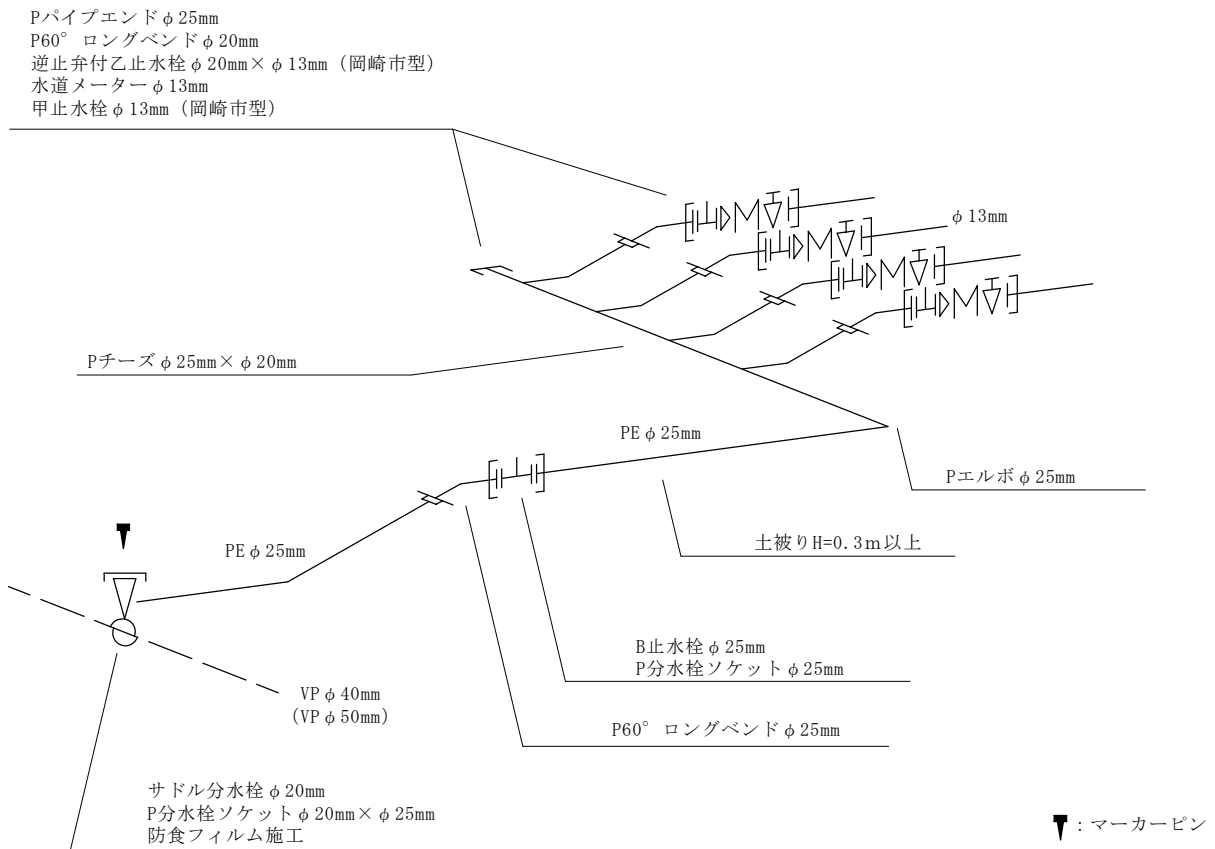 Pパイプエンドφ25mm
P60°ロングベンドφ20mm
逆止弁付乙止水栓φ20mm×φ13mm（岡崎市型）
水道メーターφ13mm
甲止水栓φ13mm（岡崎市型）
φ13mm
Pチーズφ25mm×φ20mm
PEφ25mm
Pエルボφ25mm
PEφ25mm
土被りH=0.3m以上
B止水栓φ25mm
P分水栓ソケットφ25mm
VPφ40mm
（VPφ50mm）
P60°ロングベンドφ25mm
サドル分水栓φ20mm
P分水栓ソケットφ20mm×φ25mm
防食フィルム施工
：マーカーピン